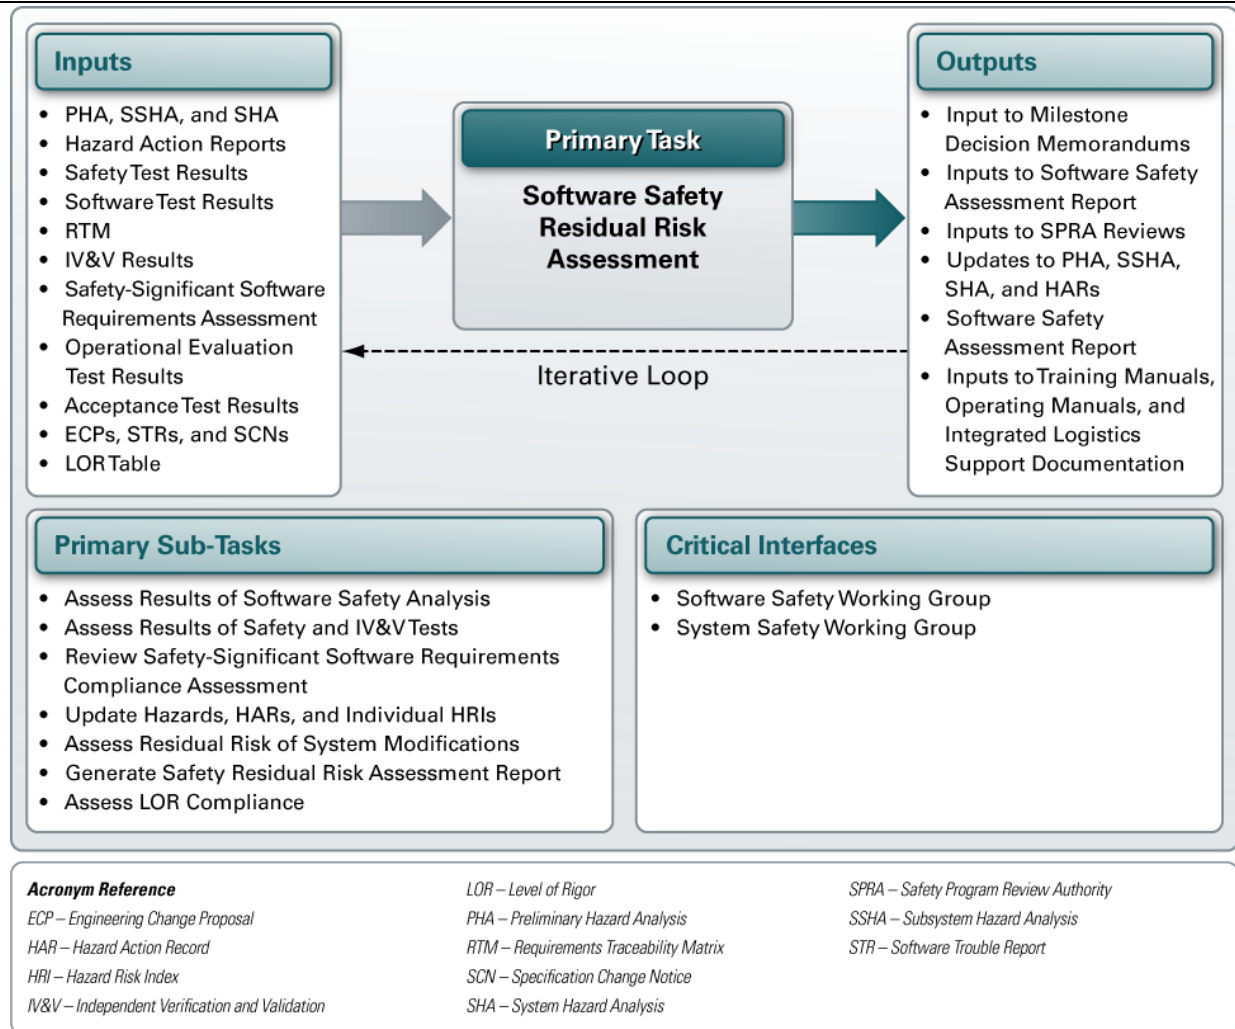 Inputs
• PHA, SSHA, and SHA
• Hazard Action Reports
• Safety Test Results
• Software Test Results
• RTM
• IV&V Results
• Safety-Significant Software
Requirements Assessment
• Operational Evaluation
Test Results
• Acceptance Test Results
• ECPs, STRs, and SCNs
• LOR Table
Primary Task
Software Safety
Residual Risk
Assessment
Iterative Loop
Outputs
• Input to Milestone
Decision Memorandums
• Inputs to Software Safety
Assessment Report
• Inputs to SPRA Reviews
• Updates to PHA, SSHA,
SHA, and HARs
• Software Safety
Assessment Report
• Inputs to Training Manuals,
Operating Manuals, and
Integrated Logistics
Support Documentation
Primary Sub-Tasks
• Assess Results of Software Safety Analysis
• Assess Results of Safety and IV&V Tests
• Review Safety-Significant Software Requirements
Compliance Assessment
• Update Hazards, HARs, and Individual HRIs
• Assess Residual Risk of System Modifications
• Generate Safety Residual Risk Assessment Report
• Assess LOR Compliance
Critical Interfaces
• Software Safety Working Group
• System Safety Working Group
Acronym Reference
ECP – Engineering Change Proposal
HAR – Hazard Action Record
HRI – Hazard Risk Index
IV&V – Independent Verification and Validation
LOR – Level of Rigor
PHA – Preliminary Hazard Analysis
RTM – Requirements Traceability Matrix
SCN – Specification Change Notice
SHA – System Hazard Analysis
SPRA – Safety Program Review Authority
SSHA – Subsystem Hazard Analysis
STR – Software Trouble Report